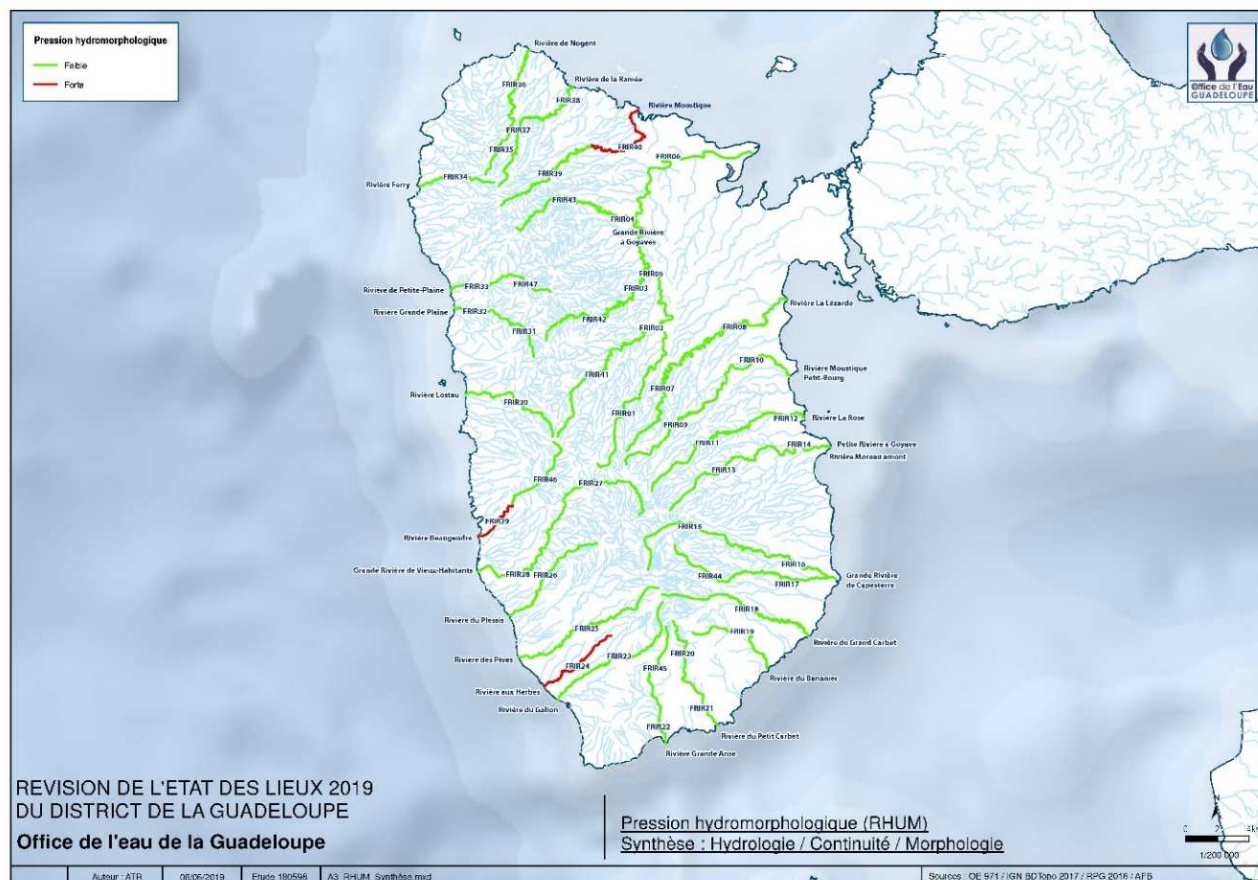 Pression hydromorphologique
Faible
Forte
Office de l'Eau
GUADELOUPE
Rivière de Nogent
FRIR36
Rivière de la Ramée
FRIR38
Rivière Moustique
FRIR37
FRIR40
FRIR35
FRIR06
FRIR34
FRIR39
Rivière Ferry
FRIR43
FRIR04
Grande Rivière
à Goyaves
FRIR05
Rivière de Petite-Plaine
FRIR33
FRIR47
FRIR03
Rivière La Lézarde
Rivière Grande Plaine
FRIR32
FRIR42
FRIR31
FRIR02
FRIR08
FRIR10
Rivière Moustique
Petit-Bourg
FRIR41
FRIR07
Rivière Lostau
FRIR30
FRIR01
FRIR09
FRIR12
Rivière La Rose
FRIR11
FRIR14
Petite Rivière à Goyave
Rivière Moreau amont
FRIR13
FRIR46
FRIR27
FRIR29
FRIR15
Rivière Beaugendre
FRIR16
Grande Rivière de Vieux-Habitants
FRIR28
FRIR26
FRIR44
FRIR17
Grande Rivière
de Capesterre
Rivière du Plessis
FRIR18
FRIR25
FRIR19
Rivière du Grand Carbet
Rivière des Pères
FRIR24
FRIR23
FRIR45
FRIR20
Rivière du Bananier
Rivière aux Herbes
Rivière du Gallon
FRIR21
FRIR22
Rivière du Petit Carbet
Rivière Grande Anse
REVISION DE L'ETAT DES LIEUX 2019
DU DISTRICT DE LA GUADELOUPE
Office de l'eau de la Guadeloupe
Pression hydromorphologique (RHUM)
Synthèse : Hydrologie / Continuité / Morphologie
N
0 2 4km
1/200 000
Auteur : ATR 06/06/2019 Etude 180598 A3_RHUM_Synthèse.mxd Sources : OE 971 / IGN BDTopo 2017 / RPG 2016 / AFB